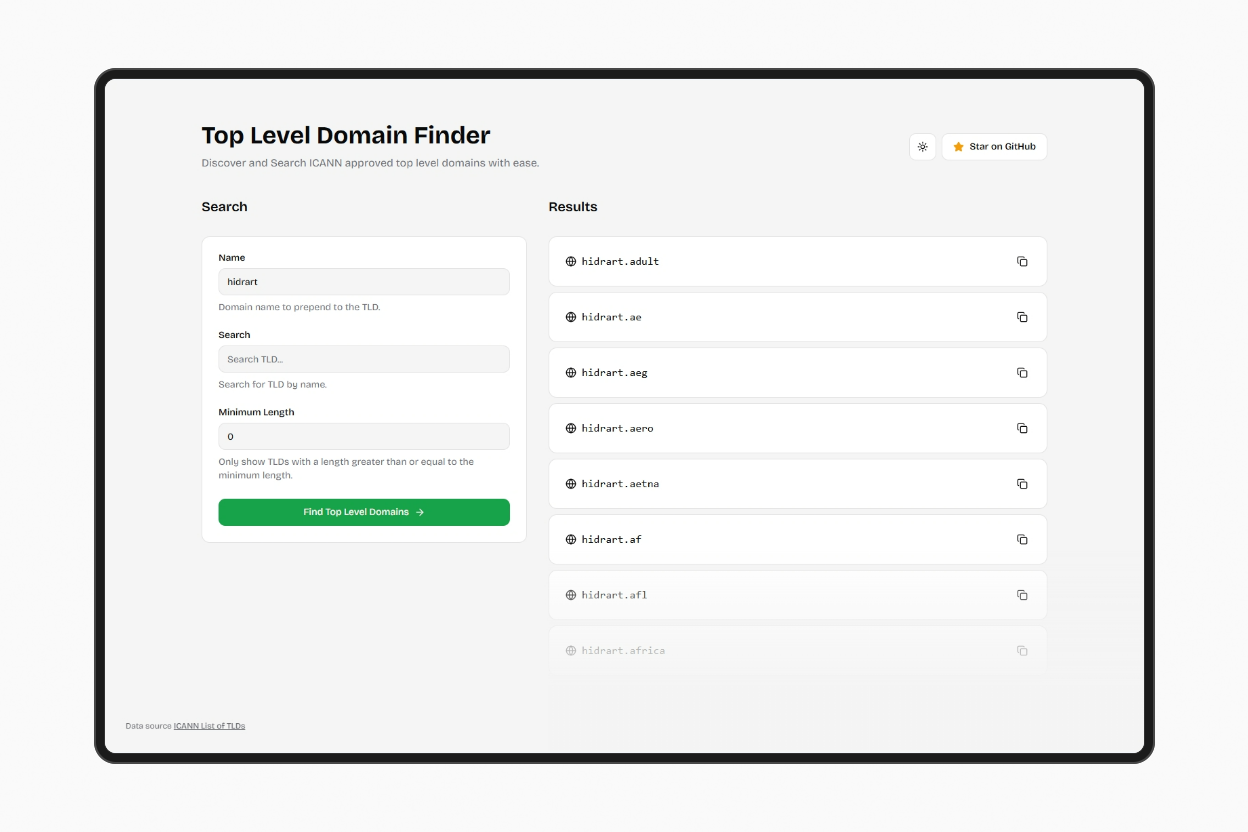 Top Level Domain Finder
Discover and Search ICANN approved top level domains with ease.
Star on GitHub
Search
Name
hidrart
Domain name to prepend to the TLD.
Search
Search TLD...
Search for TLD by name.
Minimum Length
0
Only show TLDs with a length greater than or equal to the
minimum length.
Find Top Level Domains
Results
hidrart.adult
hidrart.ae
hidrart.aeg
hidrart.aero
hidrart.aetna
hidrart.af
hidrart.afl
hidrart.africa
Data source ICANN List of TLDs